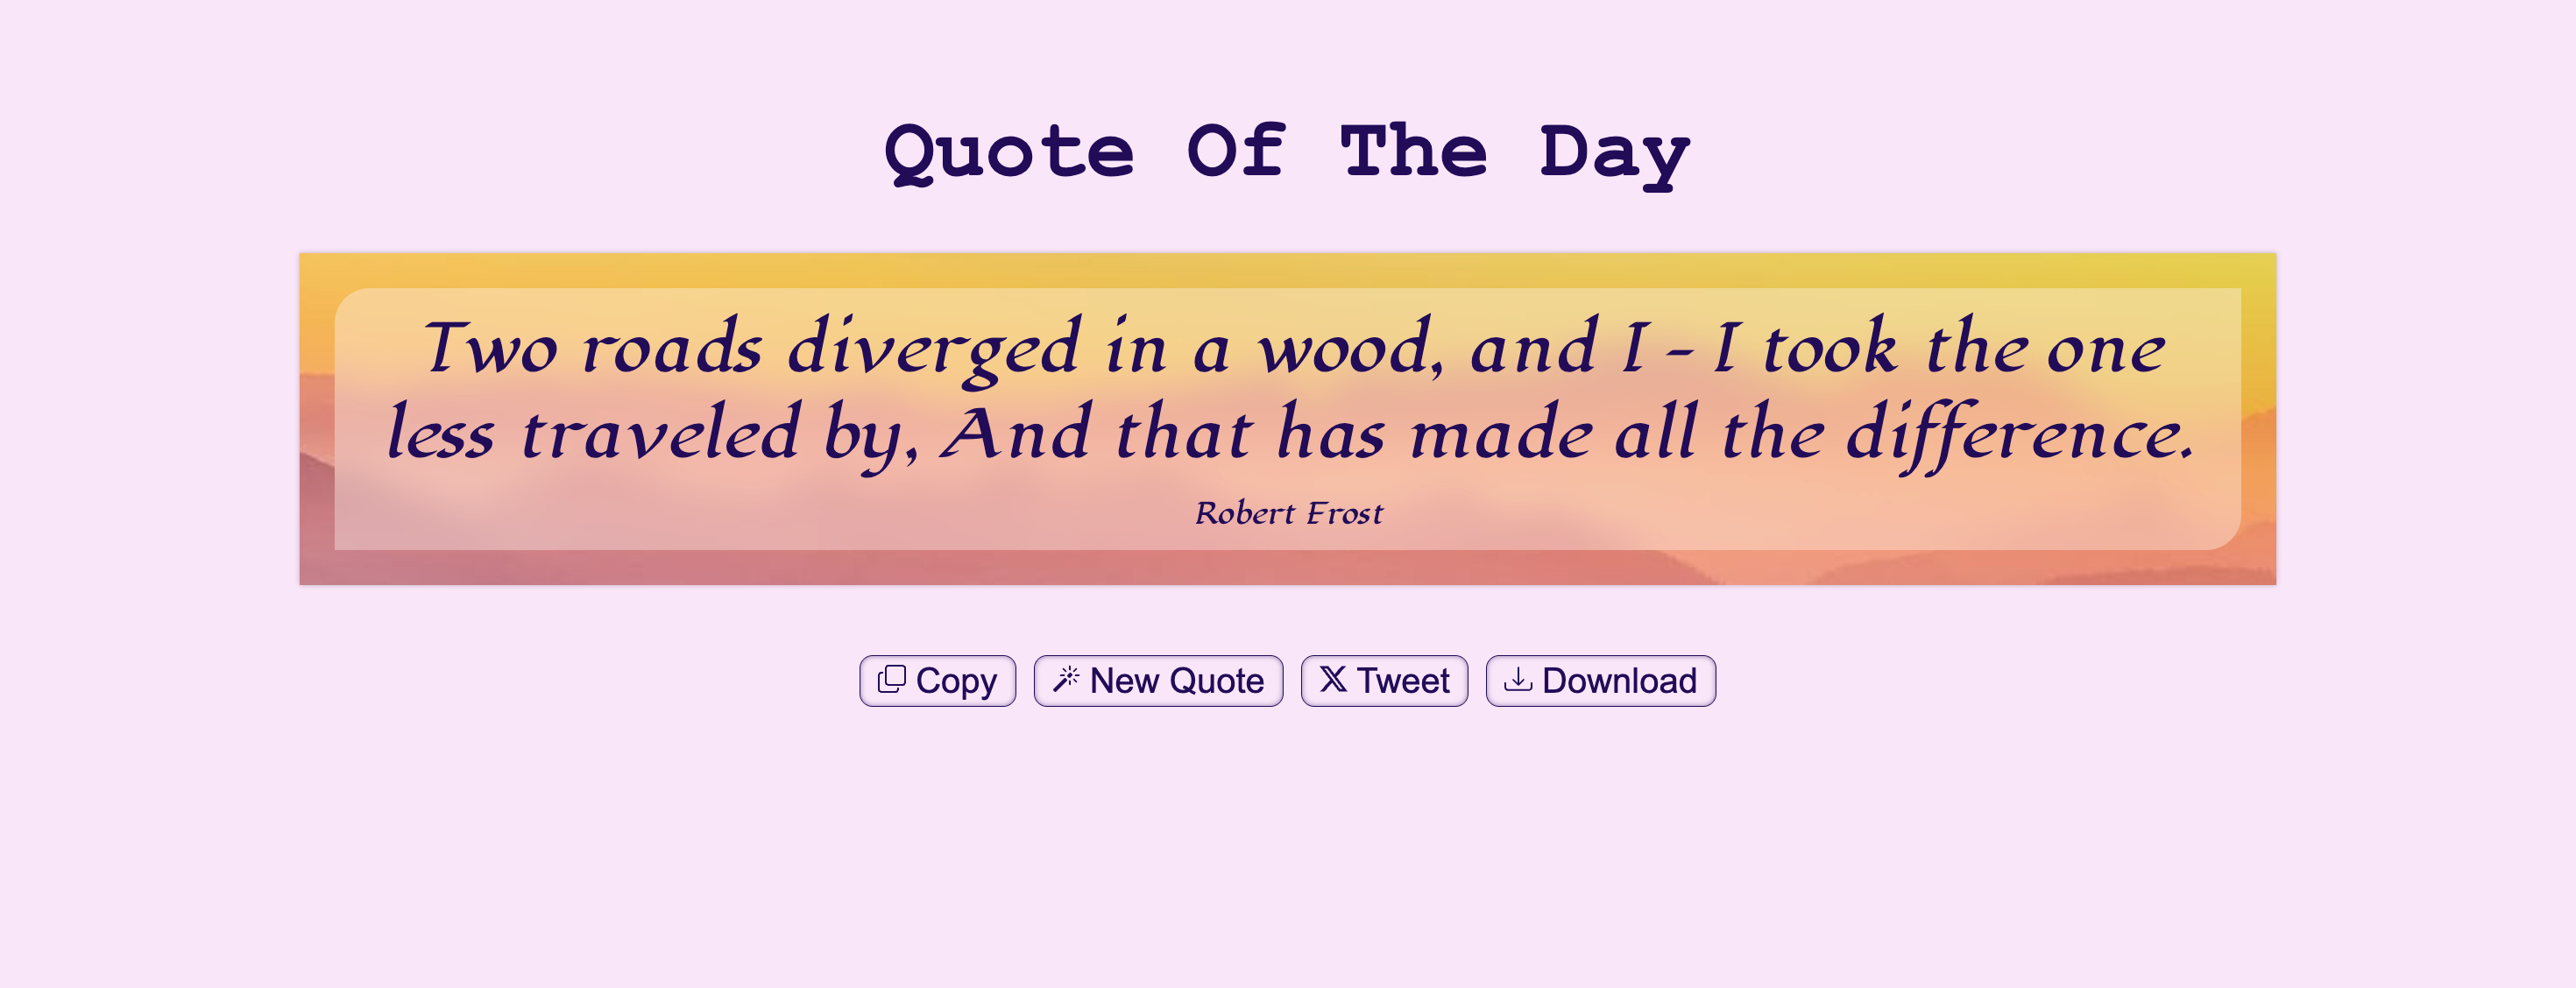 Quote Of The Day
Two roads diverged in a wood, and I - I took the one
less traveled by, And that has made all the difference.
Robert Frost
Copy New Quote X Tweet Download